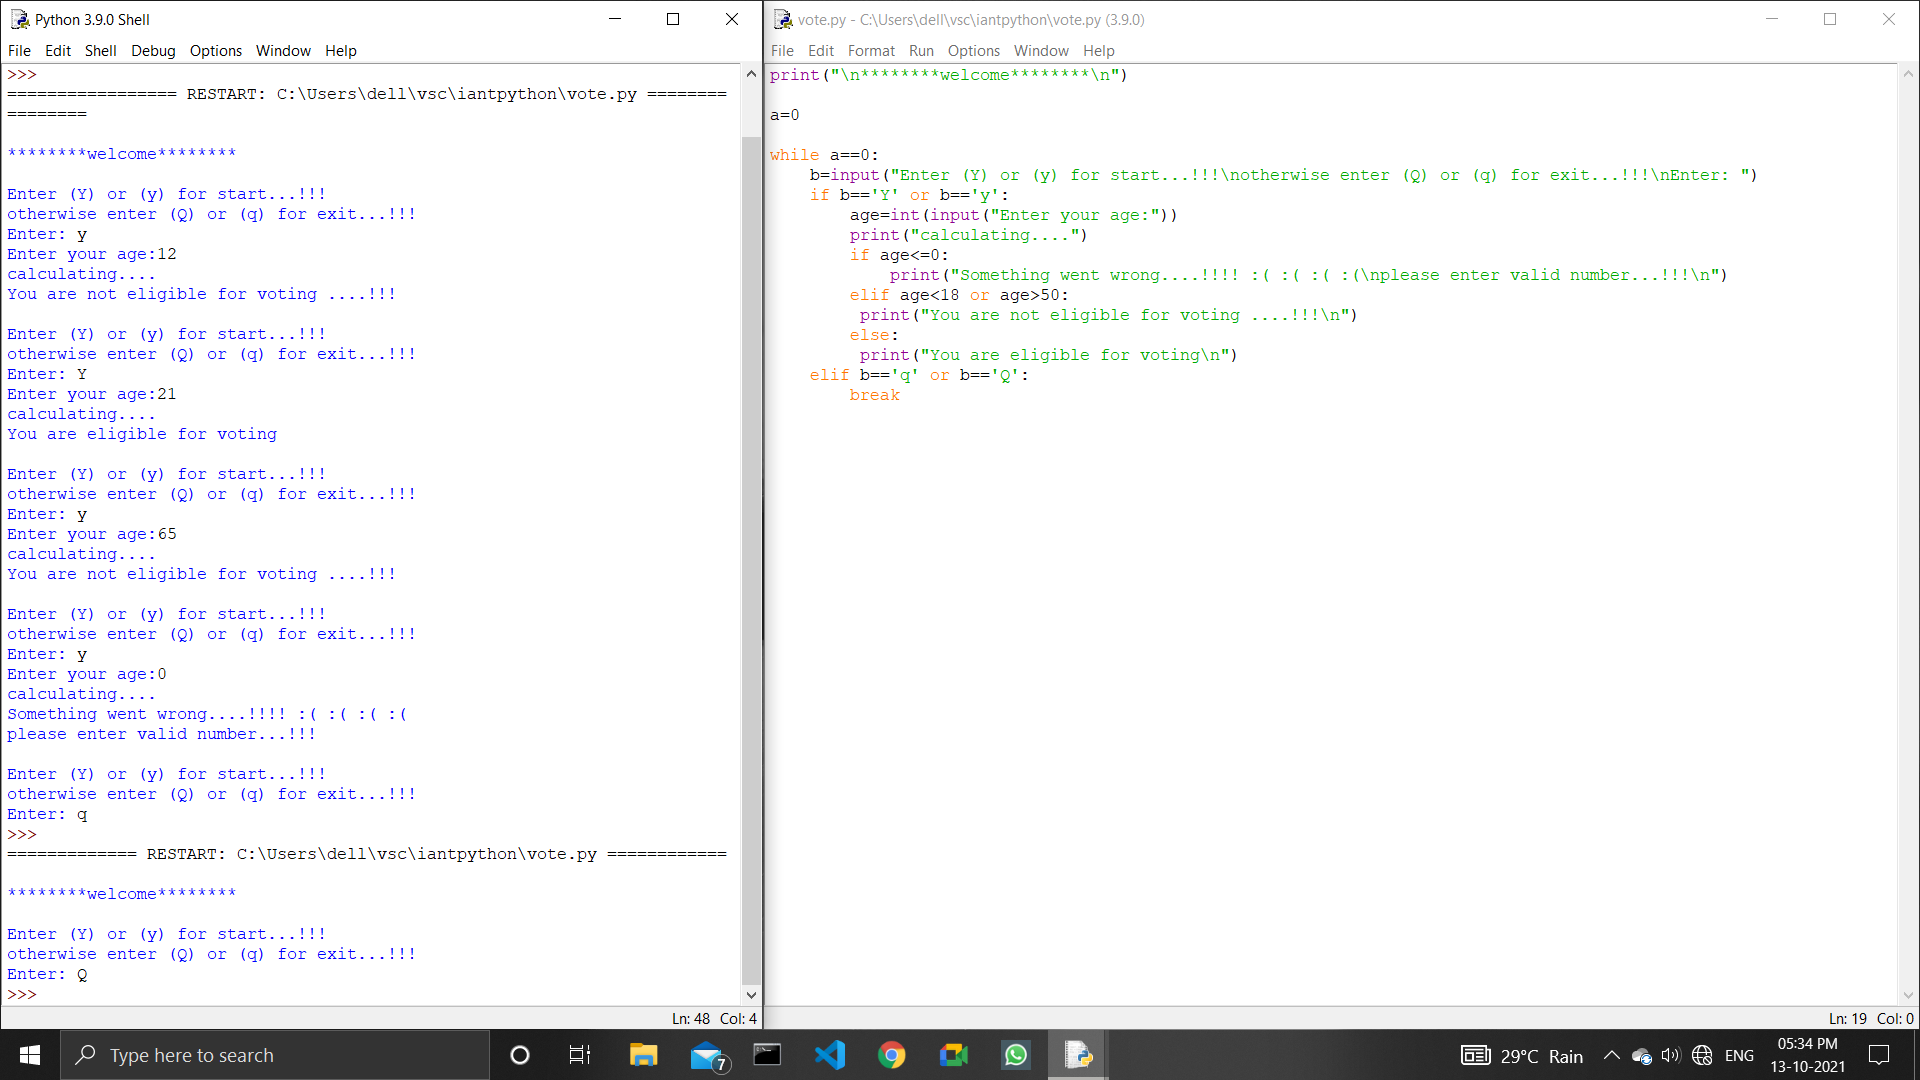 Python 3.9.0 Shell
File Edit Shell Debug Options Window Help
>>>
================= RESTART: C:\Users\dell\vsc\iantpython\vote.py ========
========
********welcome********
Enter (Y) or (y) for start...!!!
otherwise enter (Q) or (q) for exit...!!!
Enter: y
Enter your age:12
calculating....
You are not eligible for voting ....!!!
Enter (Y) or (y) for start...!!!
otherwise enter (Q) or (q) for exit...!!!
Enter: Y
Enter your age:21
calculating....
You are eligible for voting
Enter (Y) or (y) for start...!!!
otherwise enter (Q) or (q) for exit...!!!
Enter: y
Enter your age:65
calculating....
You are not eligible for voting ....!!!
Enter (Y) or (y) for start...!!!
otherwise enter (Q) or (q) for exit...!!!
Enter: y
Enter your age:0
calculating....
Something went wrong....!!!! :( :( :( :(
please enter valid number...!!!
Enter (Y) or (y) for start...!!!
otherwise enter (Q) or (q) for exit...!!!
Enter: q
>>>
============= RESTART: C:\Users\dell\vsc\iantpython\vote.py ============
********welcome********
Enter (Y) or (y) for start...!!!
otherwise enter (Q) or (q) for exit...!!!
Enter: Q
>>>
Ln: 48 Col: 4
vote.py - C:\Users\dell\vsc\iantpython\vote.py (3.9.0)
File Edit Format Run Options Window Help
print("\n********welcome********\n")
a=0
while a==0:
    b=input("Enter (Y) or (y) for start...!!!\notherwise enter (Q) or (q) for exit...!!!\nEnter: ")
    if b=='Y' or b=='y':
        age=int(input("Enter your age:"))
        print("calculating....")
        if age<=0:
            print("Something went wrong....!!!! :( :( :( :(\nplease enter valid number...!!!\n")
        elif age<18 or age>50:
         print("You are not eligible for voting ....!!!\n")
        else:
         print("You are eligible for voting\n")
    elif b=='q' or b=='Q':
        break
Ln: 19 Col: 0
Type here to search
7
29°C Rain
ENG
05:34 PM
13-10-2021